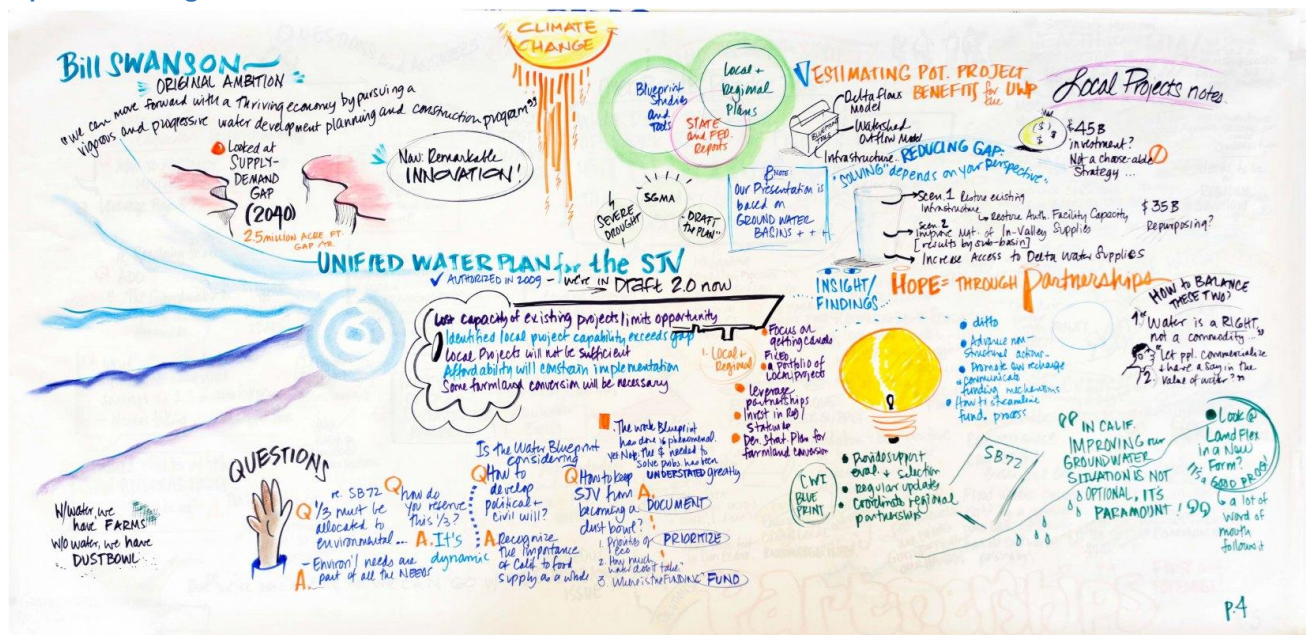 Bill SWANSON
ORIGINAL AMBITION
"We can move forward with a Thriving economy by pursuing a
vigorous and progressive water development planning and construction program"
Looked at
SUPPLY-
DEMAND
GAP
(2040)
2.5 MILLION ACRE FT.
GAP /YR.
Now: Remarkable
INNOVATION!
CLIMATE
CHANGE
Blueprint
Studies
and
Tools
Local +
Regional
Plans
STATE
and FED.
Reports
SEVERE
DROUGHT!
SGMA
"DRAFT
THE PLAN"
NOTE
our Presentation is
based on
GROUND WATER
BASINS + + +
ESTIMATING POT. PROJECT
BENEFITS for the UWP
Delta flows
Model
Watershed
Outflow Model
BLUEPRINT
Infrastructure
REDUCING GAP:
"SOLVING" depends on your perspective
Scen. 1 Restore existing
Infrastructure
Restore Auth. Facility Capacity
Scen 2
Improve Mgt. of In-Valley Supplies
[results by sub-basin]
Increase Access to Delta Water Supplies
Local Projects notes.
$45B
investment?
Not a choose-able
Strategy ...
$35B
Repurposing?
UNIFIED WATER PLAN for the SJV
AUTHORIZED IN 2009 - we're IN Draft 2.0 now
Lost capacity of existing projects/limits opportunity
Identified local project capability exceeds gap
Local Projects will not be sufficient
Affordability will constrain implementation
Some farmland conversion will be necessary
INSIGHT/
FINDINGS...
HOPE = THROUGH Partnerships
1. Local +
Regional
Focus on
getting canals
FIXED
a portfolio of
Local projects
Leverage
partnerships
Invest in Reg/
Statewide
Dev. Strat. Plan for
farmland conversion
ditto
Advance non-
Structural actions-
Promote GW recharge
+ communicate
funding mechanisms
How to streamline
fund. process
HOW to BALANCE
THESE TWO?
1. "Water is a RIGHT,
not a commodity..."
2. "Let ppl. commercialize
+ have a say in the
value of water?"
CWI
BLUE
PRINT
Provide support
eval. + Selection
Regular updates
Coordinate regional
partnerships
SB72
IN CALIF.
IMPROVING our
GROUNDWATER
SITUATION IS NOT
OPTIONAL, IT'S
PARAMOUNT!
Look @
LandFlex
in a New
Form?
It's a GOOD PROG!
a lot of
word of
mouth
followed it
W/water, we
have FARMS
W/O water, we have
DUSTBOWL
QUESTIONS
re. SB72
Q 1/3 must be
allocated to
environmental...
A. - Environ'l needs are
part of all the NEEDS
Q how do
you reserve
this 1/3?
A. It's
dynamic
Is the Water Blueprint
considering
Q How to
develop
political +
civil will?
A. Recognize
the importance
of Calif to food
supply as a whole
The work Blueprint
has done is phenomenal.
yet Note: the $ needed to
solve probs. has been
UNDERSTATED greatly
Q How to keep
SJV from
becoming a
dust bowl?
A. DOCUMENT
PRIORITIZE
FUND
1. Priorities of
eco
2. How much
water does it take?
3. Where is the FUNDING
P.4